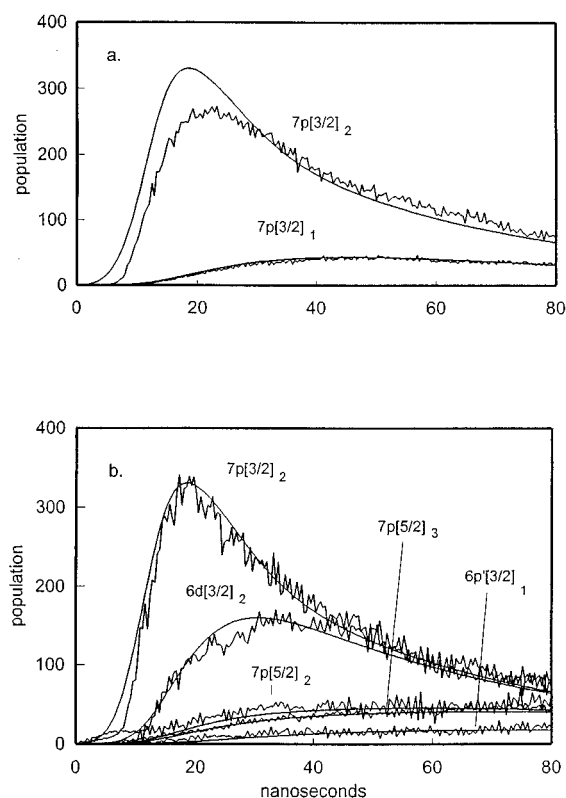 400
a.
300
7p[3/2] 2
population
200
7p[3/2] 1
100
0
0 20 40 60 80
400
b.
7p[3/2] 2
300
7p[5/2] 3
6p'[3/2] 1
population
200
6d[3/2] 2
7p[5/2] 2
100
0
0 20 40 60 80
nanoseconds